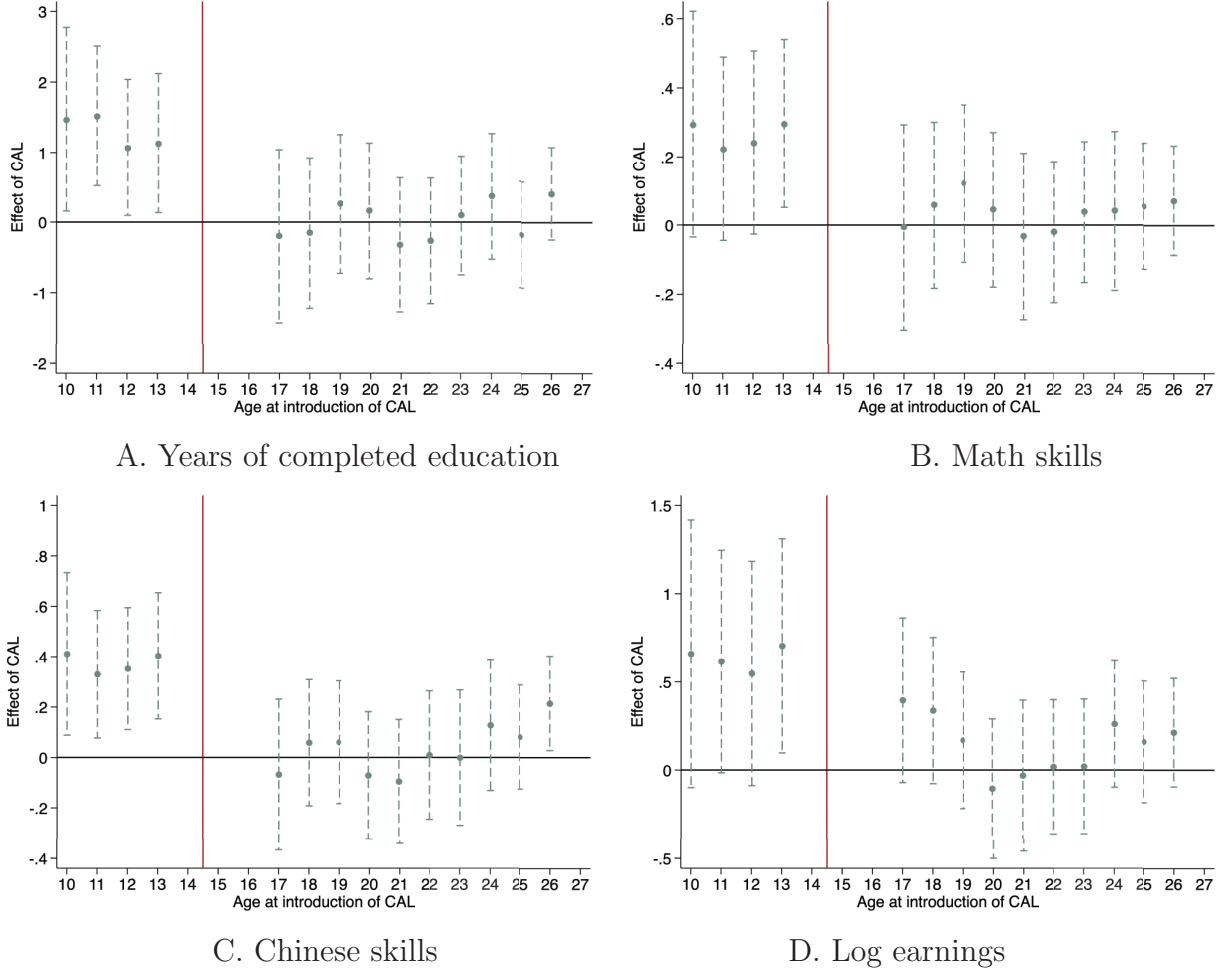 3
2
1
0
-1
-2
Effect of CAL
10 11 12 13 14 15 16 17 18 19 20 21 22 23 24 25 26 27
Age at introduction of CAL
A. Years of completed education
.6
.4
.2
0
-.2
-.4
Effect of CAL
10 11 12 13 14 15 16 17 18 19 20 21 22 23 24 25 26 27
Age at introduction of CAL
B. Math skills
1
.8
.6
.4
.2
0
-.2
-.4
Effect of CAL
10 11 12 13 14 15 16 17 18 19 20 21 22 23 24 25 26 27
Age at introduction of CAL
C. Chinese skills
1.5
1
.5
0
-.5
Effect of CAL
10 11 12 13 14 15 16 17 18 19 20 21 22 23 24 25 26 27
Age at introduction of CAL
D. Log earnings